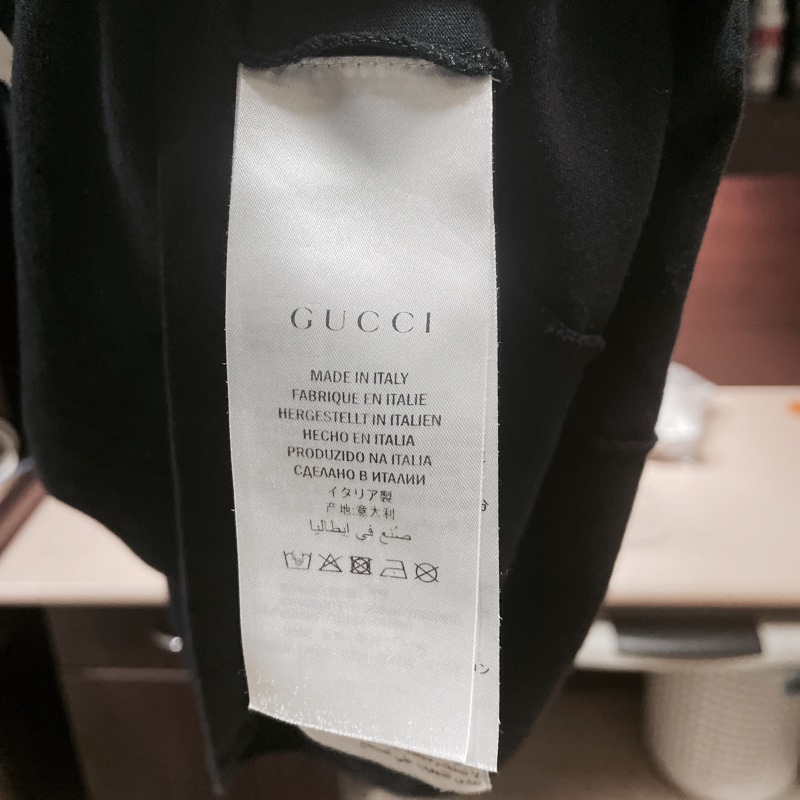 GUCCI
MADE IN ITALY
FABRIQUE EN ITALIE
HERGESTELLT IN ITALIEN
HECHO EN ITALIA
PRODUZIDO NA ITALIA
СДЕЛАНО В ИТАЛИИ
イタリア製
产地:意大利
صنع في إيطاليا